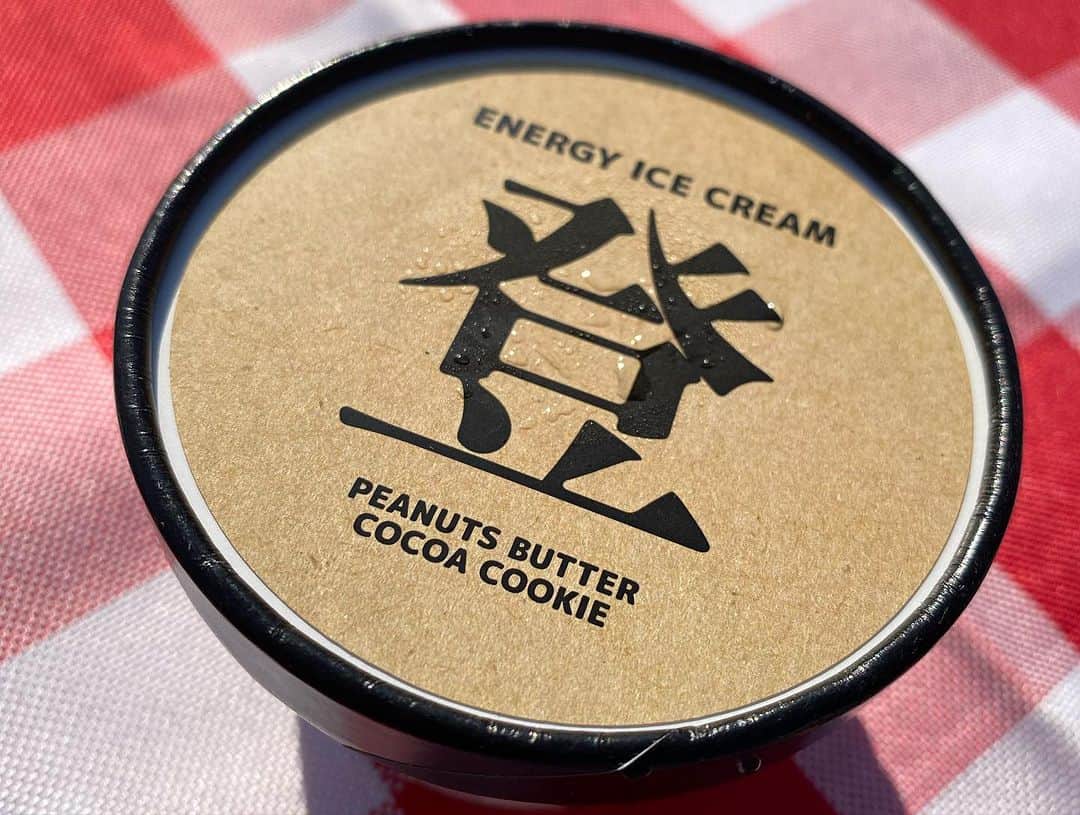 ENERGY ICE CREAM
登
PEANUTS BUTTER
COCOA COOKIE